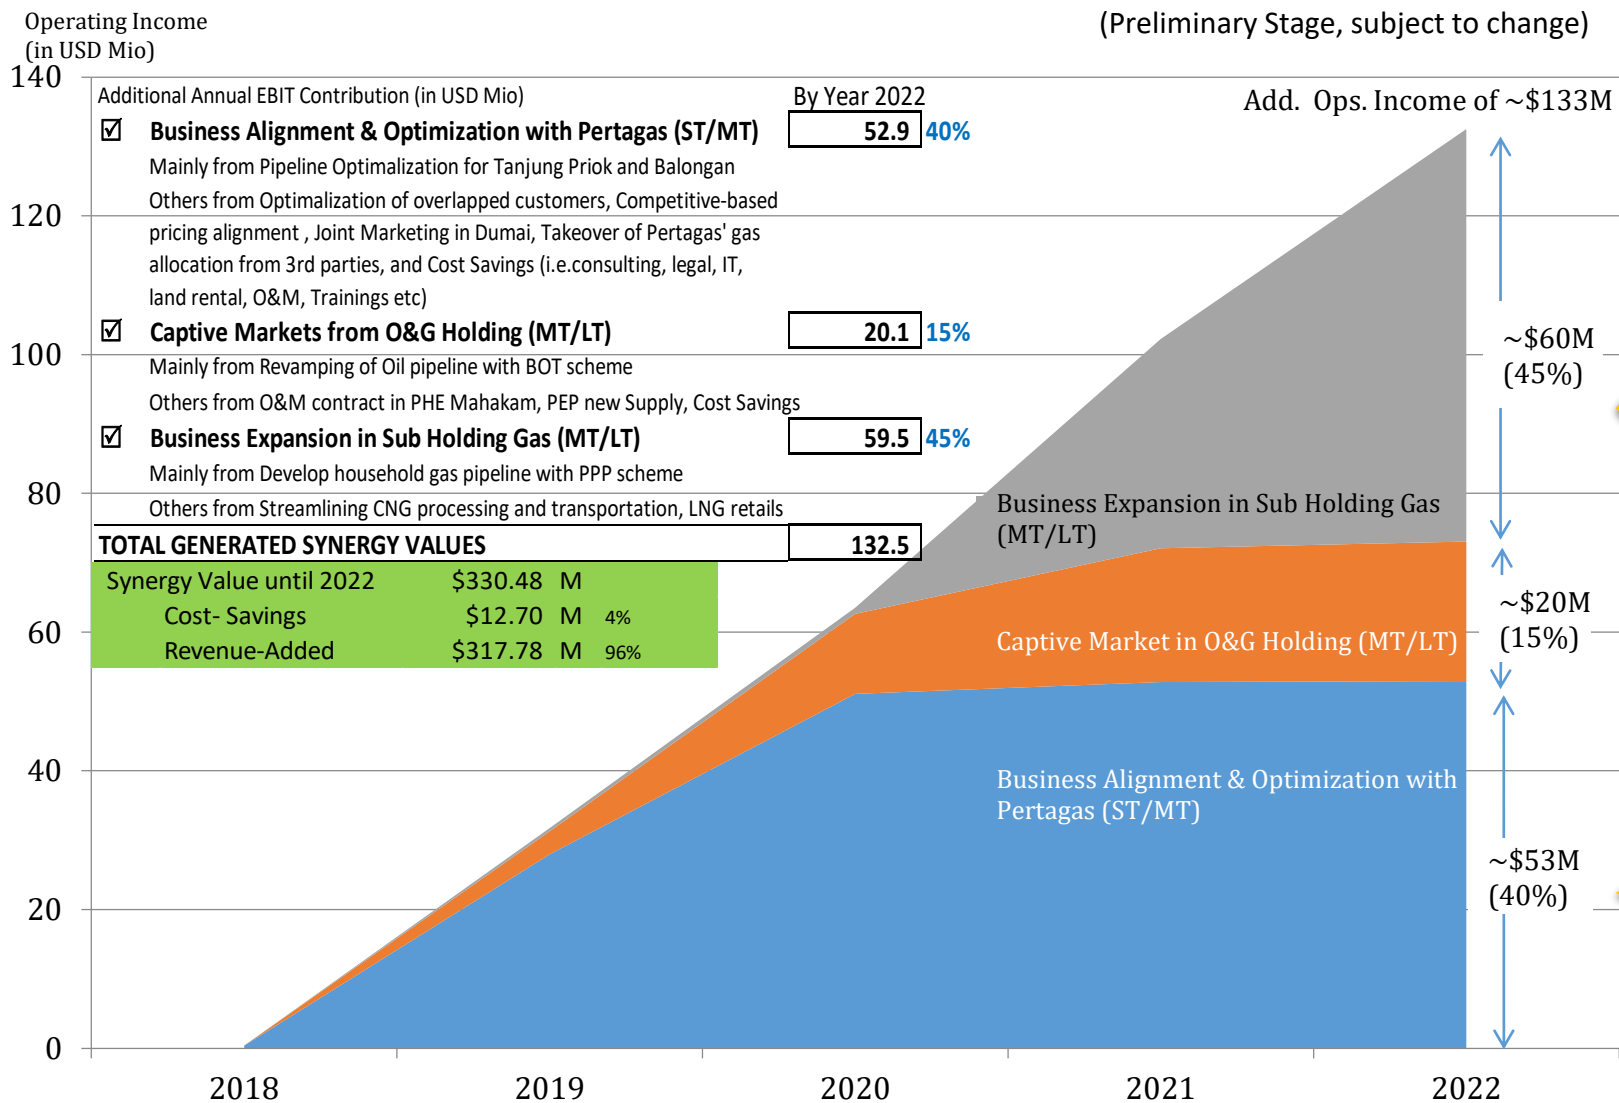 Operating Income
(in USD Mio)
(Preliminary Stage, subject to change)
140
120
100
80
60
40
20
0
Additional Annual EBIT Contribution (in USD Mio) By Year 2022
☑ Business Alignment & Optimization with Pertagas (ST/MT) 52.9 40%
Mainly from Pipeline Optimalization for Tanjung Priok and Balongan
Others from Optimalization of overlapped customers, Competitive-based
pricing alignment , Joint Marketing in Dumai, Takeover of Pertagas' gas
allocation from 3rd parties, and Cost Savings (i.e.consulting, legal, IT,
land rental, O&M, Trainings etc)
☑ Captive Markets from O&G Holding (MT/LT) 20.1 15%
Mainly from Revamping of Oil pipeline with BOT scheme
Others from O&M contract in PHE Mahakam, PEP new Supply, Cost Savings
☑ Business Expansion in Sub Holding Gas (MT/LT) 59.5 45%
Mainly from Develop household gas pipeline with PPP scheme
Others from Streamlining CNG processing and transportation, LNG retails
TOTAL GENERATED SYNERGY VALUES 132.5
Synergy Value until 2022 $330.48 M
Cost- Savings $12.70 M 4%
Revenue-Added $317.78 M 96%
Add. Ops. Income of ~$133M
~$60M
(45%)
Business Expansion in Sub Holding Gas
(MT/LT)
~$20M
(15%)
Captive Market in O&G Holding (MT/LT)
Business Alignment & Optimization with
Pertagas (ST/MT)
~$53M
(40%)
2018 2019 2020 2021 2022